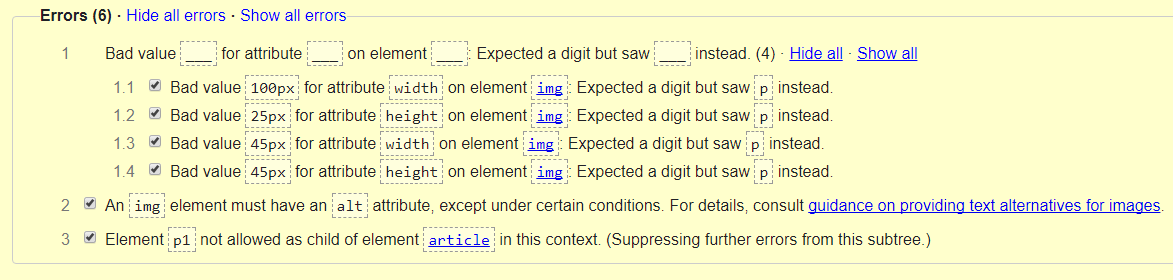 Errors (6) · Hide all errors · Show all errors
1 Bad value ___ for attribute ___ on element ___: Expected a digit but saw ___ instead. (4) · Hide all · Show all
1.1 Bad value 100px for attribute width on element img: Expected a digit but saw p instead.
1.2 Bad value 25px for attribute height on element img: Expected a digit but saw p instead.
1.3 Bad value 45px for attribute width on element img: Expected a digit but saw p instead.
1.4 Bad value 45px for attribute height on element img: Expected a digit but saw p instead.
2 An img element must have an alt attribute, except under certain conditions. For details, consult guidance on providing text alternatives for images.
3 Element p1 not allowed as child of element article in this context. (Suppressing further errors from this subtree.)